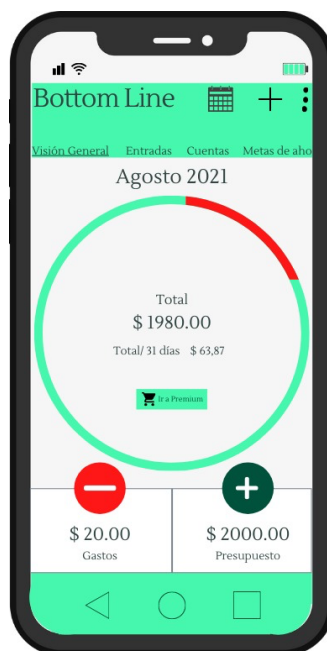 Bottom Line
Visión General Entradas Cuentas Metas de aho
Agosto 2021
Total
$ 1980.00
Total/ 31 días $ 63,87
Ir a Premium
$ 20.00
Gastos
$ 2000.00
Presupuesto